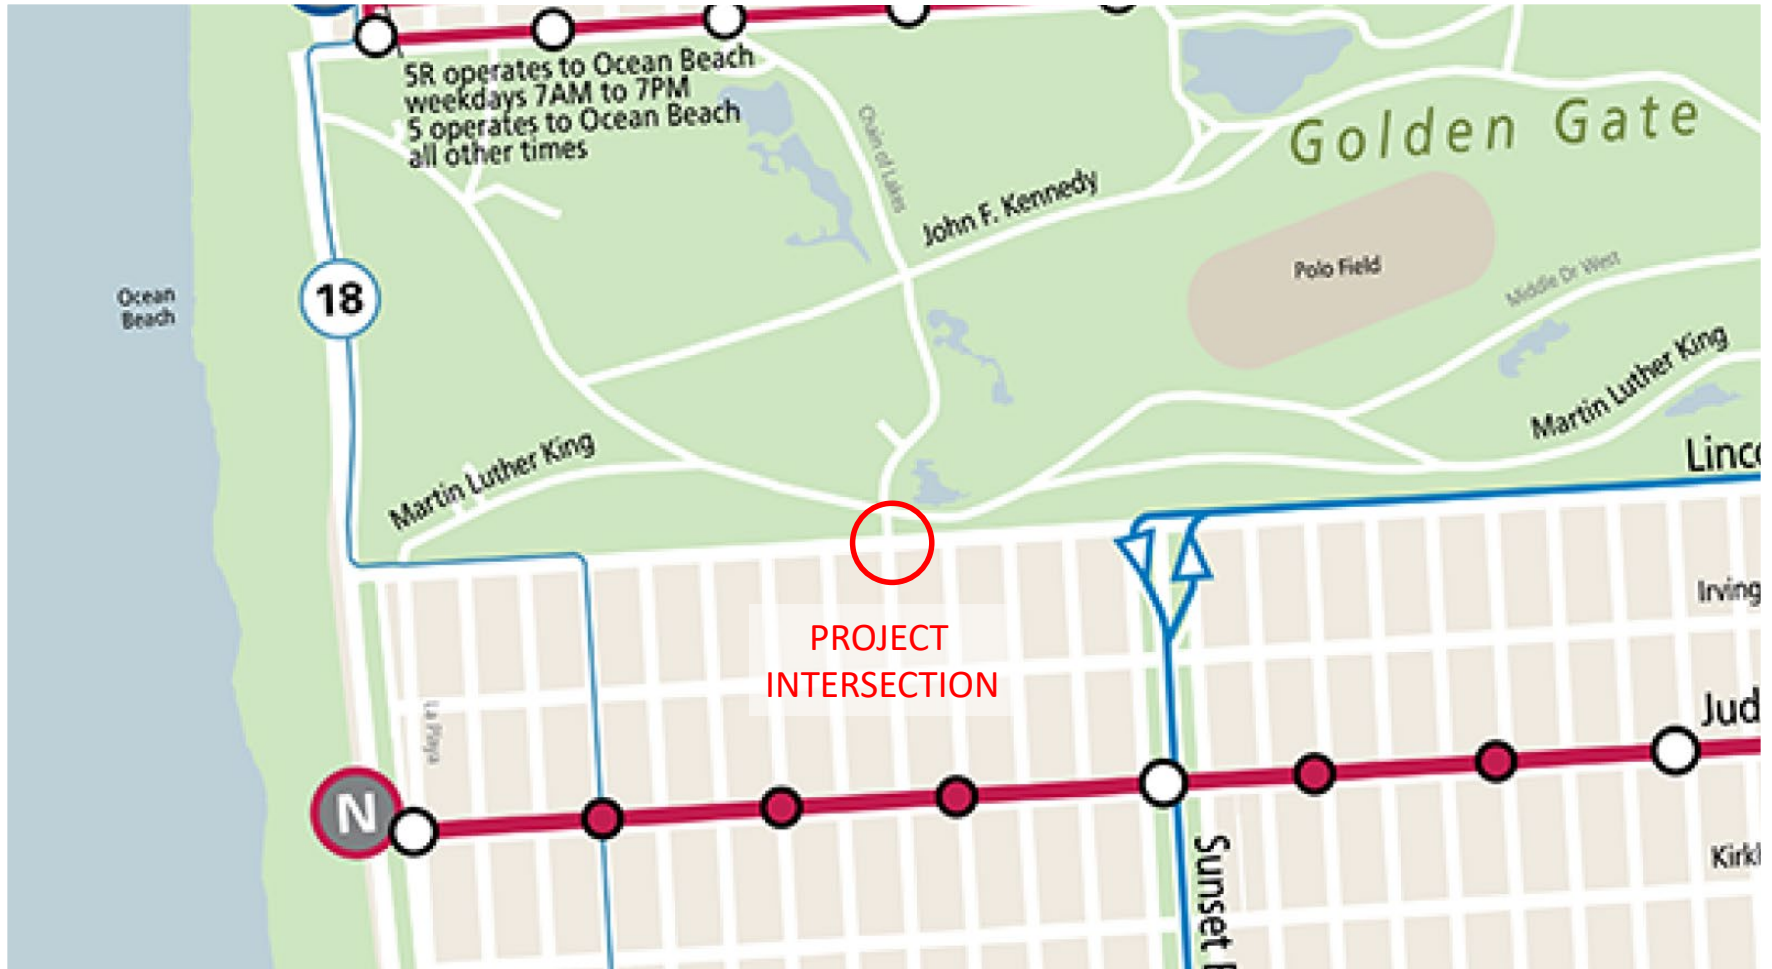 5R operates to Ocean Beach
weekdays 7AM to 7PM
5 operates to Ocean Beach
all other times
Chain of Lakes
Golden Gate
John F. Kennedy
Polo Field
Middle Dr West
18
Ocean
Beach
Martin Luther King
Martin Luther King
Linc
Irving
PROJECT
INTERSECTION
La Playa
Jud
N
Sunset
Kirk